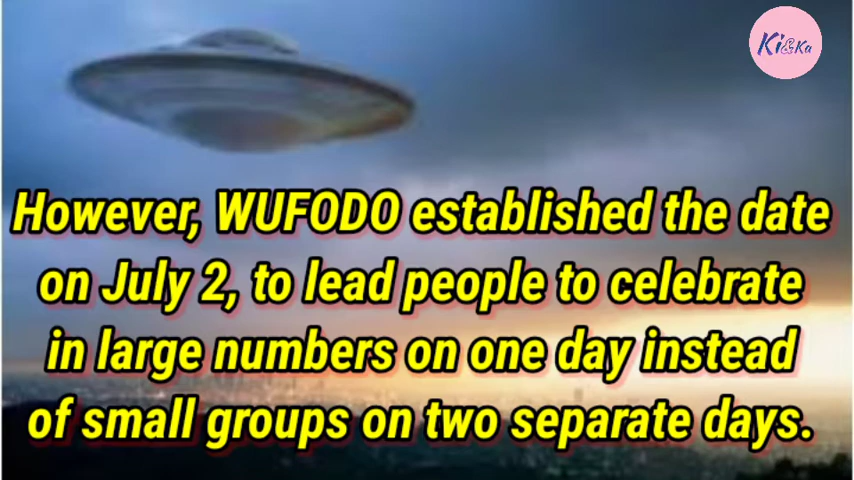 Ki&Ka
However, WUFODO established the date
on July 2, to lead people to celebrate
in large numbers on one day instead
of small groups on two separate days.